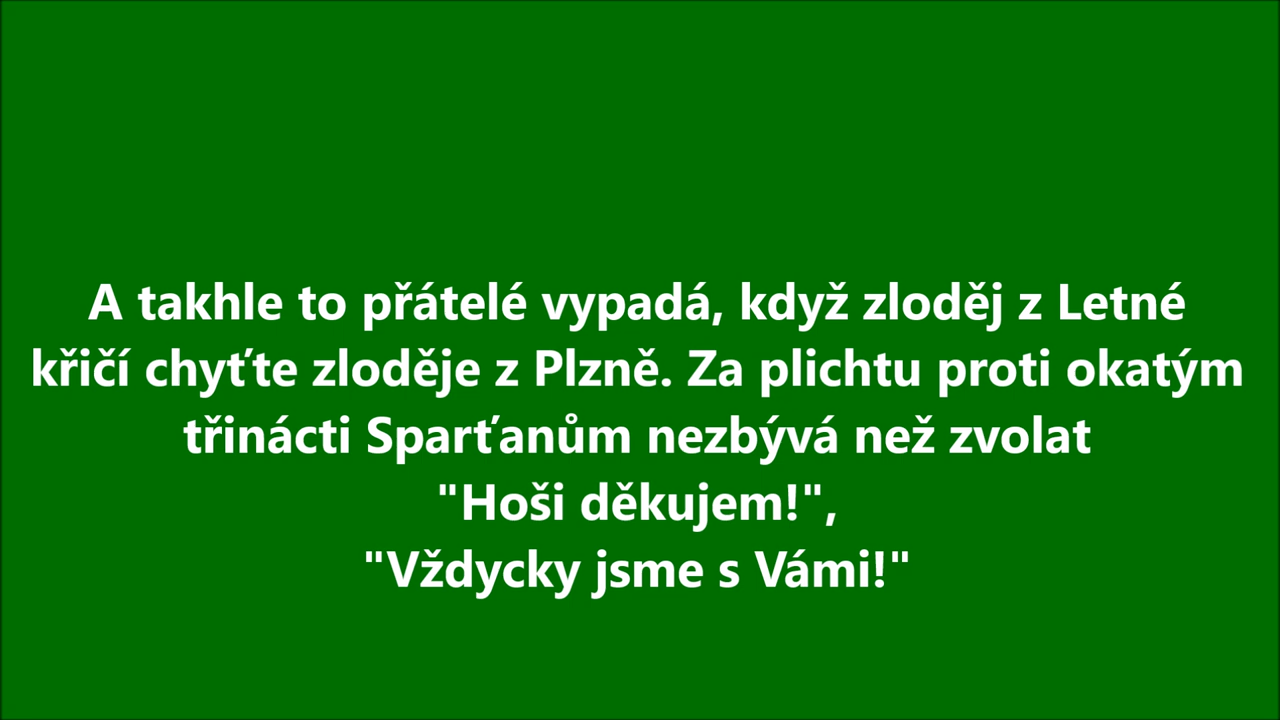 A takhle to přátelé vypadá, když zloděj z Letné
křičí chyťte zloděje z Plzně. Za plichtu proti okatým
třinácti Sparťanům nezbývá než zvolat
"Hoši děkujem!",
"Vždycky jsme s Vámi!"